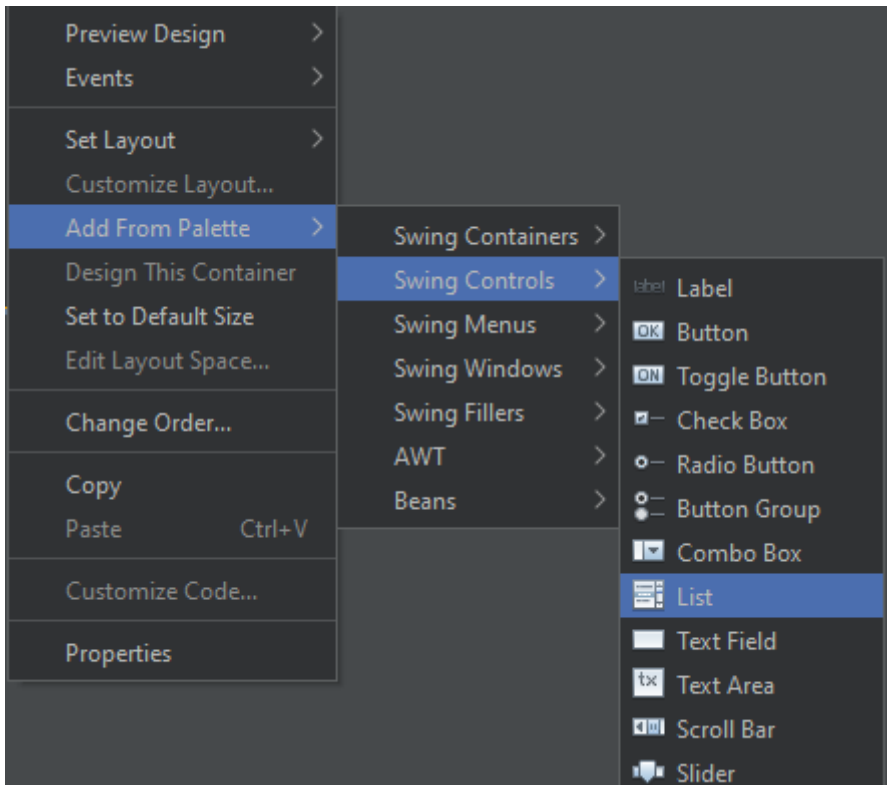 Preview Design
Events
Set Layout
Customize Layout...
Add From Palette
Design This Container
Set to Default Size
Edit Layout Space...
Change Order...
Copy
Paste Ctrl+V
Customize Code...
Properties
Swing Containers
Swing Controls
Swing Menus
Swing Windows
Swing Fillers
AWT
Beans
label Label
OK Button
ON Toggle Button
Check Box
Radio Button
Button Group
Combo Box
List
Text Field
tx Text Area
Scroll Bar
Slider